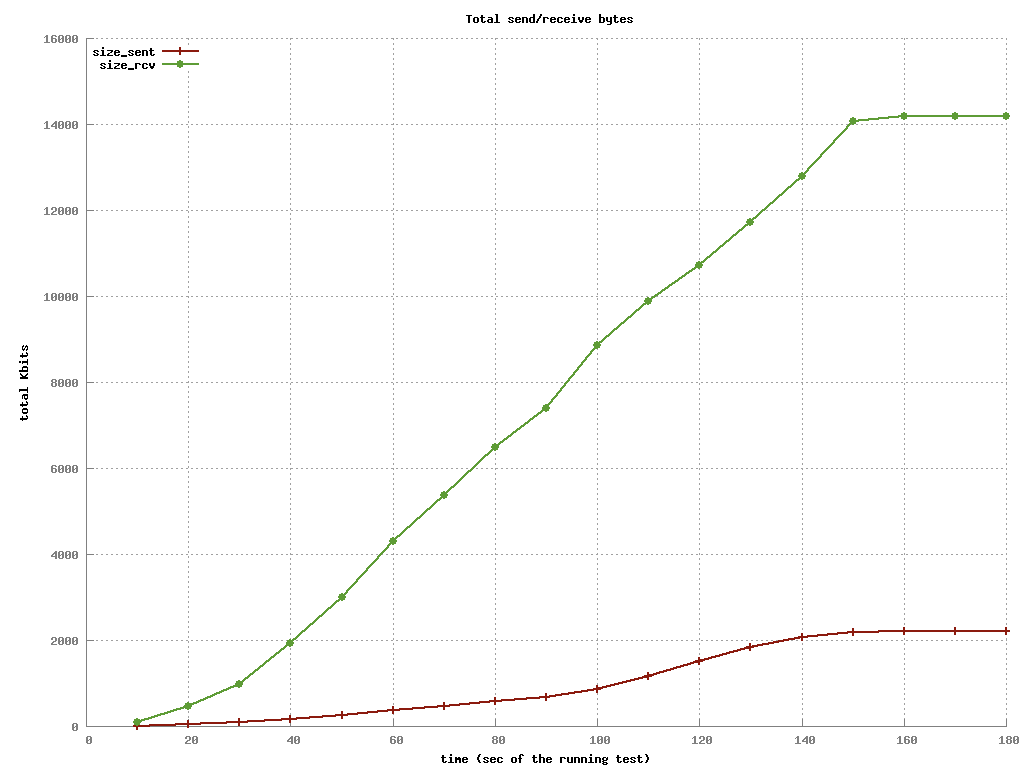 Total send/receive bytes
size_sent
size_rcv
16000
14000
12000
10000
8000
6000
4000
2000
0
total Kbits
0 20 40 60 80 100 120 140 160 180
time (sec of the running test)